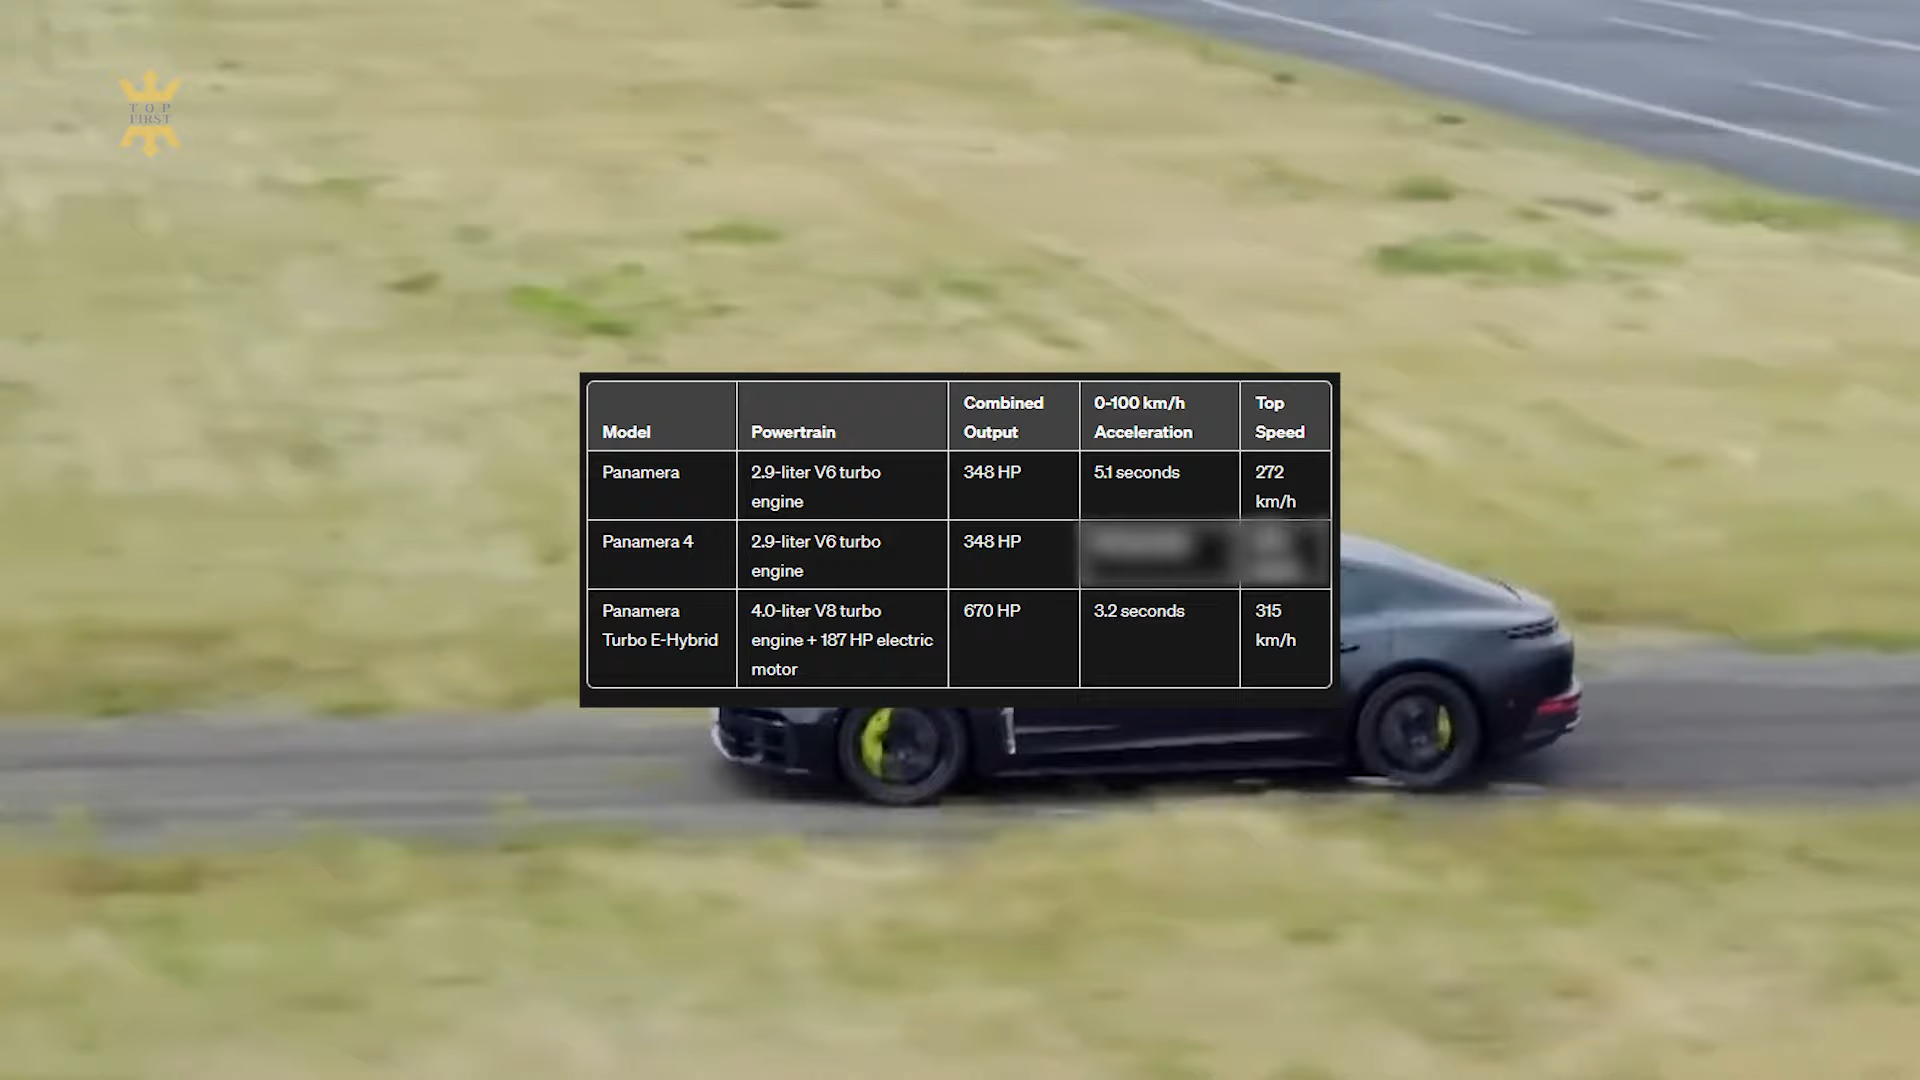 TOP
FIRST
Model
Powertrain
Combined
Output
0-100 km/h
Acceleration
Top
Speed
Panamera
2.9-liter V6 turbo
engine
348 HP
5.1 seconds
272
km/h
Panamera 4
2.9-liter V6 turbo
engine
348 HP
Panamera
Turbo E-Hybrid
4.0-liter V8 turbo
engine + 187 HP electric
motor
670 HP
3.2 seconds
315
km/h